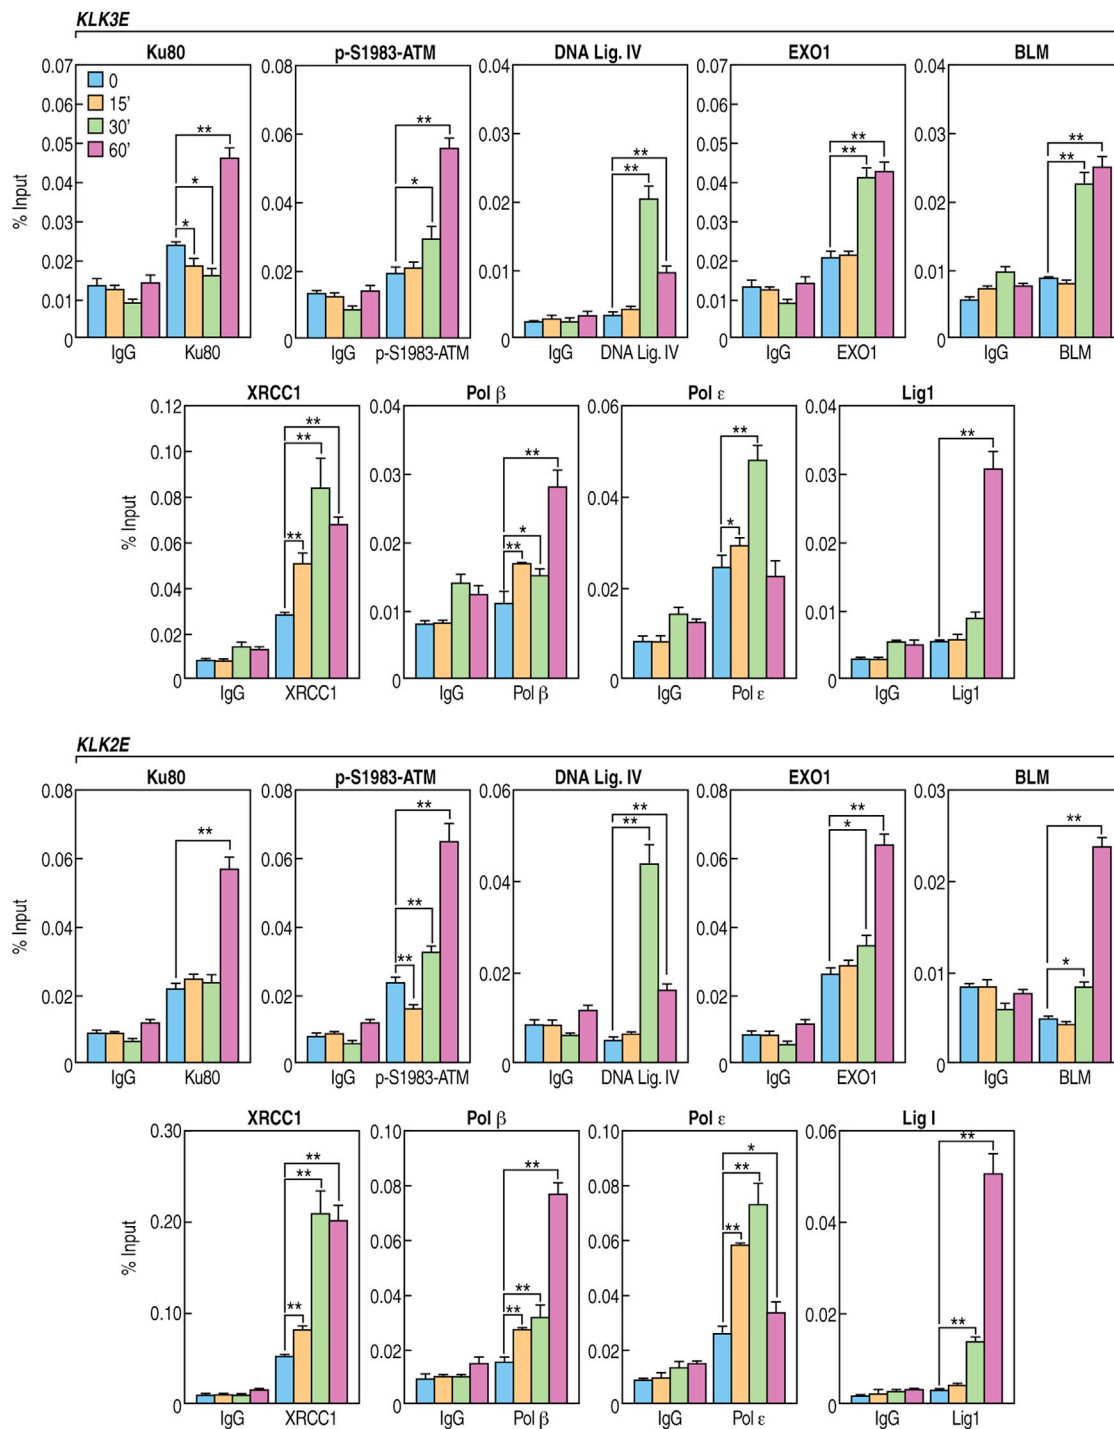 KLK3E
Ku80 p-S1983-ATM DNA Lig. IV EXO1 BLM
0.07 0.08 0.04 0.07 0.04
0
15'
30'
60'
** ** ** ** ** ** ** **
* * *
0.06 0.06 0.03 0.06 0.03
0.05 0.05
0.04 0.04 0.02 0.04 0.02
% Input
0.03 0.03
0.02 0.02 0.01 0.02 0.01
0.01 0.01
0 0 0 0 0
IgG Ku80 IgG p-S1983-ATM IgG DNA Lig. IV IgG EXO1 IgG BLM
XRCC1 Pol β Pol ε Lig1
0.12 0.04 0.06 0.04
** ** ** ** **
** ** * *
0.10
0.08 0.03 0.04 0.03
% Input
0.06 0.02 0.02
0.04 0.01 0.02 0.01
0.02
0 0 0 0
IgG XRCC1 IgG Pol β IgG Pol ε IgG Lig1
KLK2E
Ku80 p-S1983-ATM DNA Lig. IV EXO1 BLM
0.08 0.08 0.06 0.08 0.03
** ** ** ** ** **
** ** * *
0.06 0.06 0.04 0.06 0.02
% Input
0.04 0.04 0.02 0.04 0.01
0.02 0.02 0.02
0 0 0 0 0
IgG Ku80 IgG p-S1983-ATM IgG DNA Lig. IV IgG EXO1 IgG BLM
XRCC1 Pol β Pol ε Lig I
0.30 0.10 0.10 0.06
** ** ** * ** **
** ** ** ** **
0.20 0.08 0.08 0.04
% Input
0.06 0.06
0.10 0.04 0.04 0.02
0.02 0.02
0 0 0 0
IgG XRCC1 IgG Pol β IgG Pol ε IgG Lig1